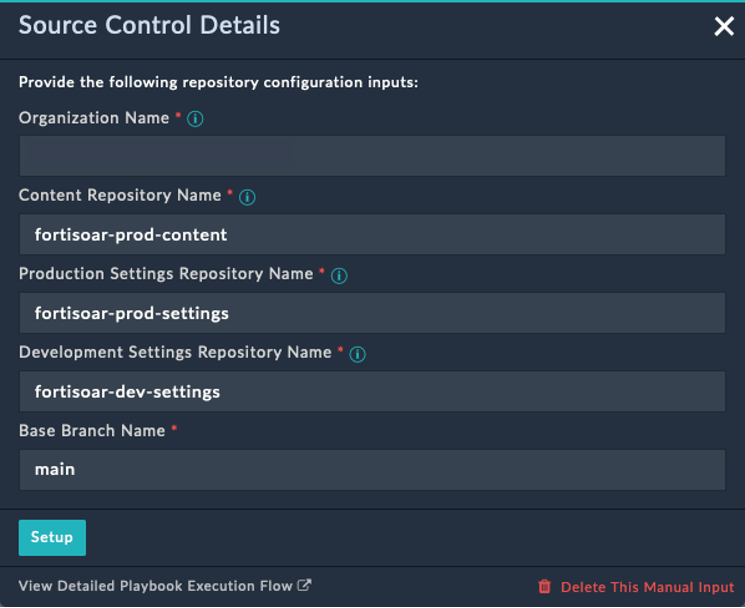 Source Control Details
Provide the following repository configuration inputs:
Organization Name *
Content Repository Name *
fortisoar-prod-content
Production Settings Repository Name *
fortisoar-prod-settings
Development Settings Repository Name *
fortisoar-dev-settings
Base Branch Name *
main
Setup
View Detailed Playbook Execution Flow
Delete This Manual Input